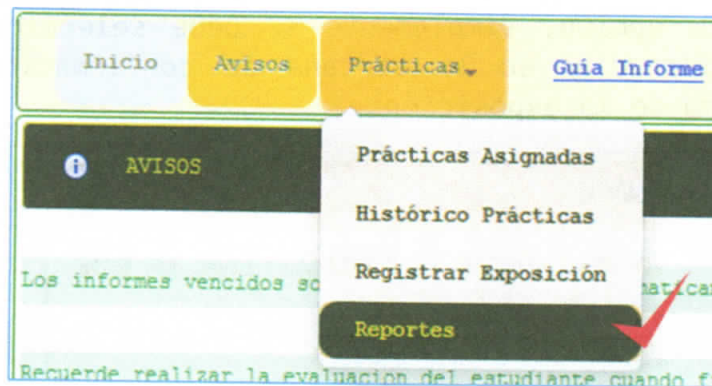 Inicio Avisos Prácticas Guía Informe
AVISOS
Prácticas Asignadas
Histórico Prácticas
Los informes vencidos
Registrar Exposición
Reportes
Recuerde realizar la evaluacion del estudiante cuando